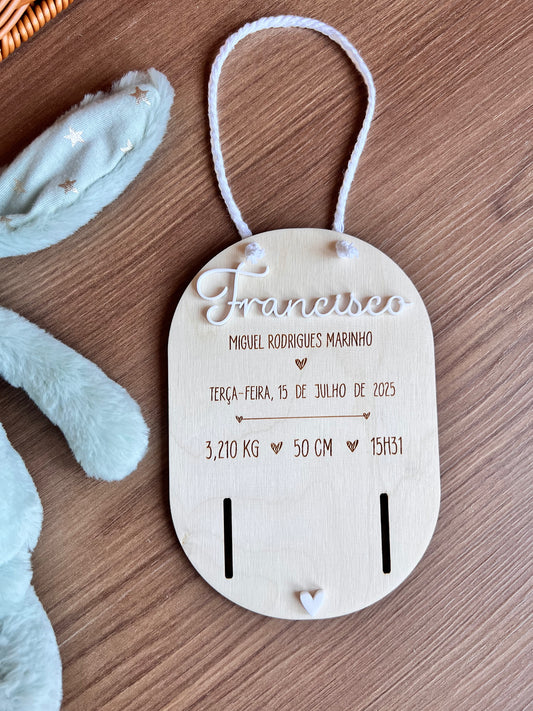 Francisco
MIGUEL RODRIGUES MARINHO
TERÇA-FEIRA, 15 DE JULHO DE 2025
3,210 KG 50 CM 15H31